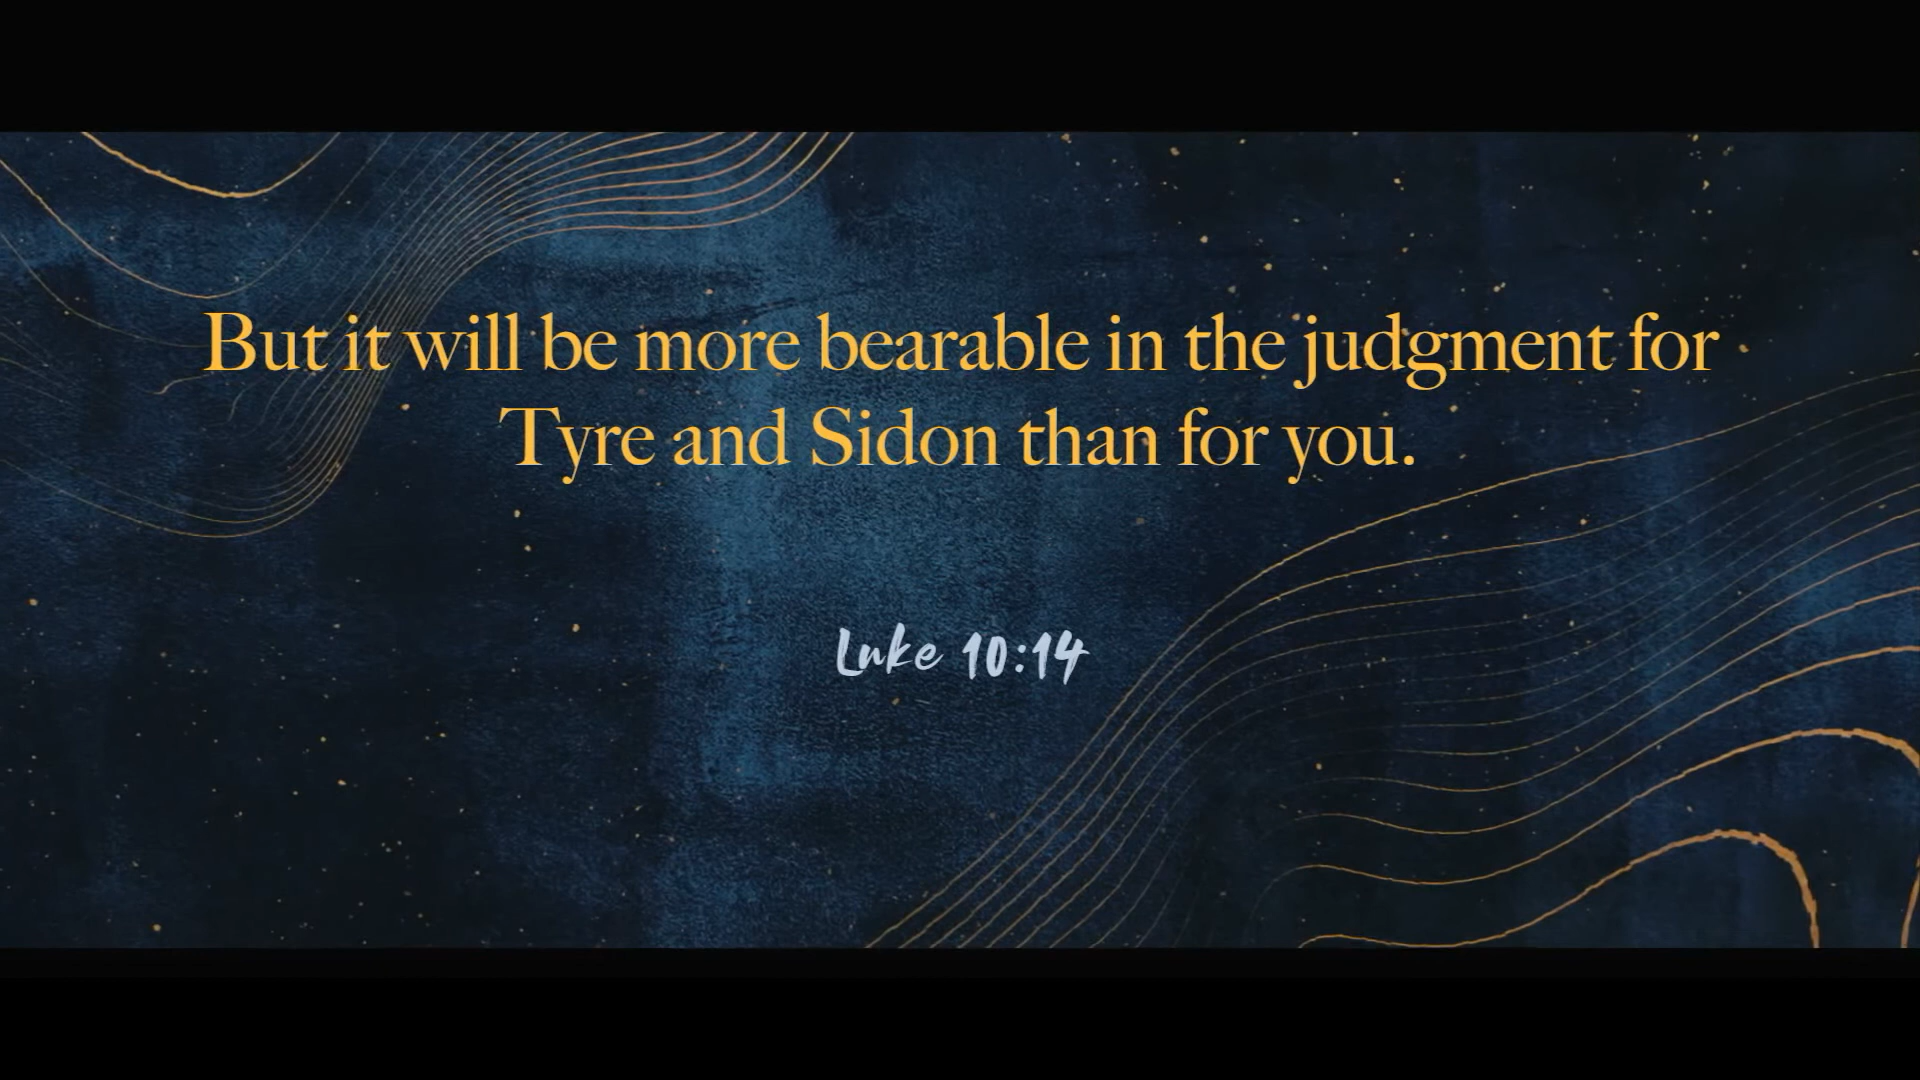 But it will be more bearable in the judgment for
Tyre and Sidon than for you.
Luke 10:14